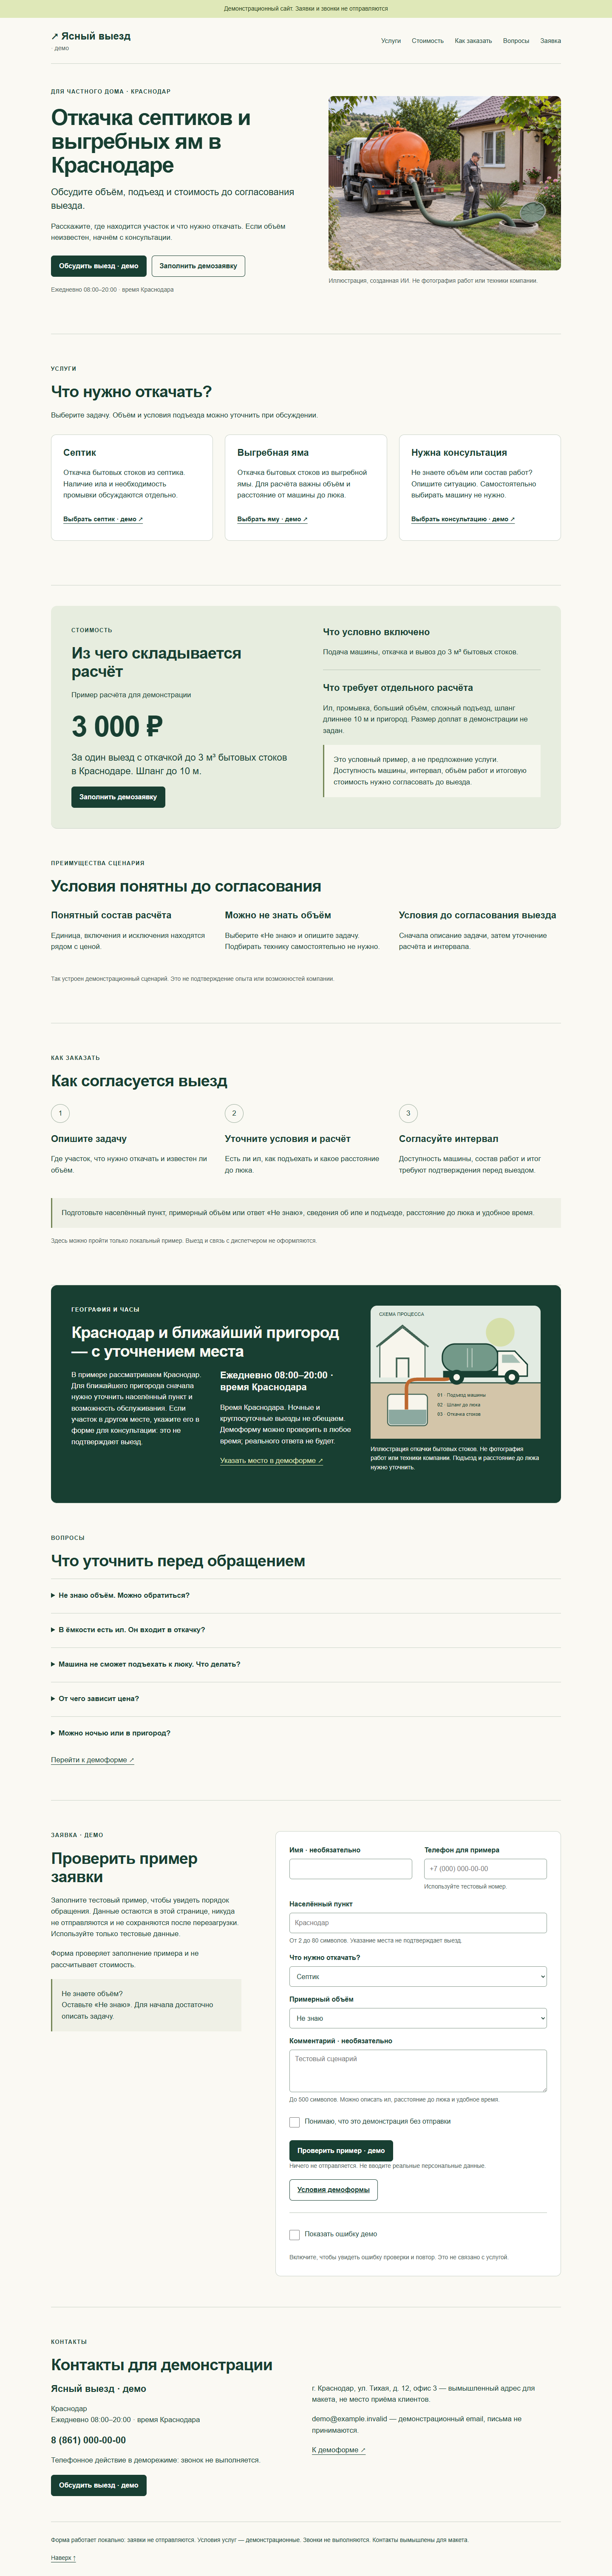 Демонстрационный сайт. Заявки и звонки не отправляются.
↗ Ясный выезд
· демо
Услуги Стоимость Как заказать Вопросы Заявка
ДЛЯ ЧАСТНОГО ДОМА · КРАСНОДАР
Откачка септиков и
выгребных ям в
Краснодаре
Обсудите объём, подъезд и стоимость до согласования
выезда.
Расскажите, где находится участок и что нужно откачать. Если объём
неизвестен, начнём с консультации.
Обсудить выезд · демо
Заполнить демозаявку
Ежедневно 08:00–20:00 · время Краснодара
Иллюстрация, созданная ИИ. Не фотография работ или техники компании.
УСЛУГИ
Что нужно откачать?
Выберите задачу. Объём и условия подъезда можно уточнить при обсуждении.
Септик
Откачка бытовых стоков из септика.
Наличие ила и необходимость
промывки обсуждаются отдельно.
Выбрать септик · демо ↗
Выгребная яма
Откачка бытовых стоков из выгребной
ямы. Для расчёта важны объём и
расстояние от машины до люка.
Выбрать яму · демо ↗
Нужна консультация
Не знаете объём или состав работ?
Опишите ситуацию. Самостоятельно
выбирать машину не нужно.
Выбрать консультацию · демо ↗
СТОИМОСТЬ
Из чего складывается
расчёт
Пример расчёта для демонстрации
3 000 ₽
За один выезд с откачкой до 3 м³ бытовых стоков
в Краснодаре. Шланг до 10 м.
Заполнить демозаявку
Что условно включено
Подача машины, откачка и вывоз до 3 м³ бытовых стоков.
Что требует отдельного расчёта
Ил, промывка, больший объём, сложный подъезд, шланг
длиннее 10 м и пригород. Размер доплат в демонстрации не
задан.
Это условный пример, а не предложение услуги.
Доступность машины, интервал, объём работ и итоговую
стоимость нужно согласовать до выезда.
ПРЕИМУЩЕСТВА СЦЕНАРИЯ
Условия понятны до согласования
Понятный состав расчёта
Единица, включения и исключения находятся
рядом с ценой.
Можно не знать объём
Выберите «Не знаю» и опишите задачу.
Подбирать технику самостоятельно не нужно.
Условия до согласования выезда
Сначала описание задачи, затем уточнение
расчёта и интервала.
Так устроен демонстрационный сценарий. Это не подтверждение опыта или возможностей компании.
КАК ЗАКАЗАТЬ
Как согласуется выезд
1
Опишите задачу
Где участок, что нужно откачать и известен ли
объём.
2
Уточните условия и расчёт
Есть ли ил, как подъехать и какое расстояние
до люка.
3
Согласуйте интервал
Доступность машины, состав работ и итог
требуют подтверждения перед выездом.
Подготовьте населённый пункт, примерный объём или ответ «Не знаю», сведения об иле и подъезде, расстояние до люка и удобное время.
Здесь можно пройти только локальный пример. Выезд и связь с диспетчером не оформляются.
ГЕОГРАФИЯ И ЧАСЫ
Краснодар и ближайший пригород
— с уточнением места
В примере рассматриваем Краснодар.
Для ближайшего пригорода сначала
нужно уточнить населённый пункт и
возможность обслуживания. Если
участок в другом месте, укажите его в
форме для консультации: это не
подтвердит выезд.
Ежедневно 08:00–20:00 ·
время Краснодара
Время Краснодара. Ночные и
круглосуточные выезды не обещаем.
Демоформу можно проверить в любое
время; реального ответа не будет.
Указать место в демоформе ↗
СХЕМА ПРОЦЕССА
01 · Подъезд машины
02 · Шланг до люка
03 · Откачка стоков
Иллюстрация откачки бытовых стоков. Не фотография
работ или техники компании. Подъезд и расстояние до люка
нужно уточнить.
ВОПРОСЫ
Что уточнить перед обращением
▶ Не знаю объём. Можно обратиться?
▶ В ёмкости есть ил. Он входит в откачку?
▶ Машина не сможет подъехать к люку. Что делать?
▶ От чего зависит цена?
▶ Можно ночью или в пригород?
Перейти к демоформе ↗
ЗАЯВКА · ДЕМО
Проверить пример
заявки
Заполните тестовый пример, чтобы увидеть порядок
обращения. Данные остаются в этой странице, никуда
не отправляются и не сохраняются после перезагрузки.
Используйте только тестовые данные.
Форма проверяет заполнение примера и не
рассчитывает стоимость.
Не знаете объём?
Оставьте «Не знаю». Для начала достаточно
описать задачу.
Имя · необязательно
Телефон для примера
+7 (000) 000-00-00
Используйте тестовый номер.
Населённый пункт
Краснодар
От 2 до 80 символов. Указание места не подтверждает выезд.
Что нужно откачать?
Септик
Примерный объём
Не знаю
Комментарий · необязательно
Тестовый сценарий
До 500 символов. Можно описать ил, расстояние до люка и удобное время.
Понимаю, что это демонстрация без отправки
Проверить пример · демо
Ничего не отправляется. Не вводите реальные персональные данные.
Условия демоформы
Показать ошибку демо
Включите, чтобы увидеть ошибку проверки и повтор. Это не связано с услугой.
КОНТАКТЫ
Контакты для демонстрации
Ясный выезд · демо
Краснодар
Ежедневно 08:00–20:00 · время Краснодара
8 (861) 000-00-00
Телефонное действие в деморежиме: звонок не выполняется.
Обсудить выезд · демо
г. Краснодар, ул. Тихая, д. 12, офис 3 — вымышленный адрес для
макета, не место приёма клиентов.
demo@example.invalid — демонстрационный email, письма не
принимаются.
К демоформе ↗
Форма работает локально: заявки не отправляются. Условия услуг — демонстрационные. Звонки не выполняются. Контакты вымышлены для макета.
Наверх ↑